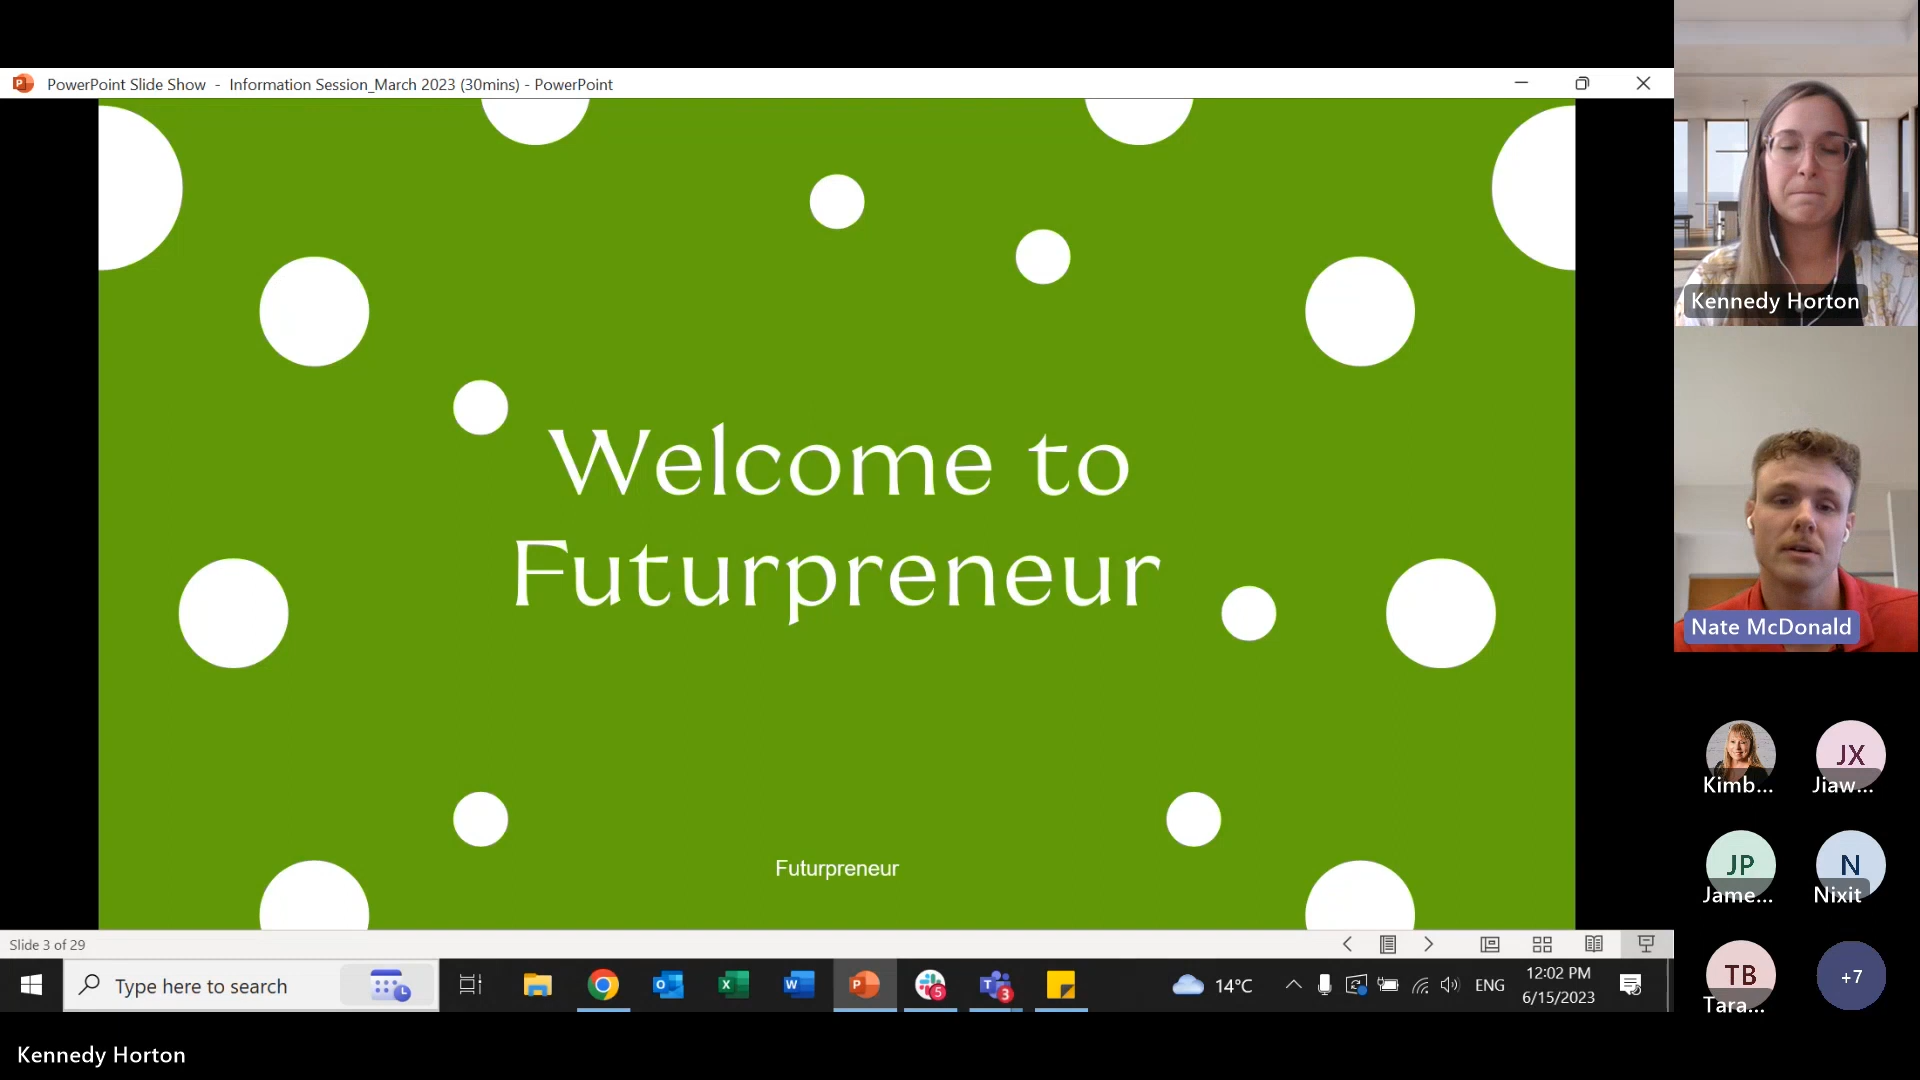 PowerPoint Slide Show - Information Session_March 2023 (30mins) - PowerPoint
Welcome to
Futurpreneur
Futurpreneur
Slide 3 of 29
Type here to search
14°C
ENG
12:02 PM
6/15/2023
5
3
Kennedy Horton
Kennedy Horton
Nate McDonald
JX
Kimb...
Jiaw...
JP
N
Jame...
Nixit
TB
+7
Tara...